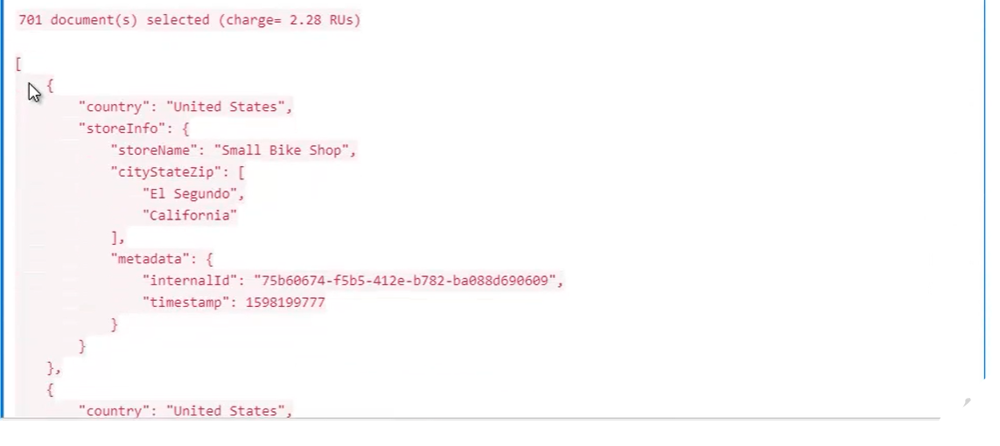 701 document(s) selected (charge= 2.28 RUs)
[
{
"country": "United States",
"storeInfo": {
"storeName": "Small Bike Shop",
"cityStateZip": [
"El Segundo",
"California"
],
"metadata": {
"internalId": "75b60674-f5b5-412e-b782-ba088d690609",
"timestamp": 1598199777
}
}
},
{
"country": "United States",